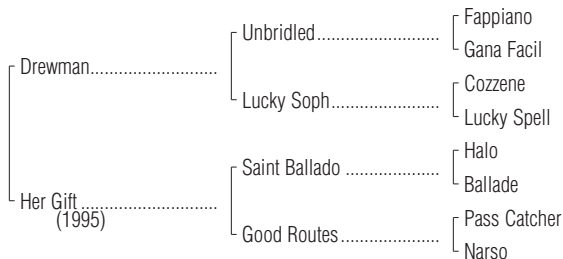 Fappiano
Unbridled
Gana Facil
Drewman
Cozzene
Lucky Soph
Lucky Spell
Halo
Saint Ballado
Ballade
Her Gift
(1995)
Pass Catcher
Good Routes
Narso